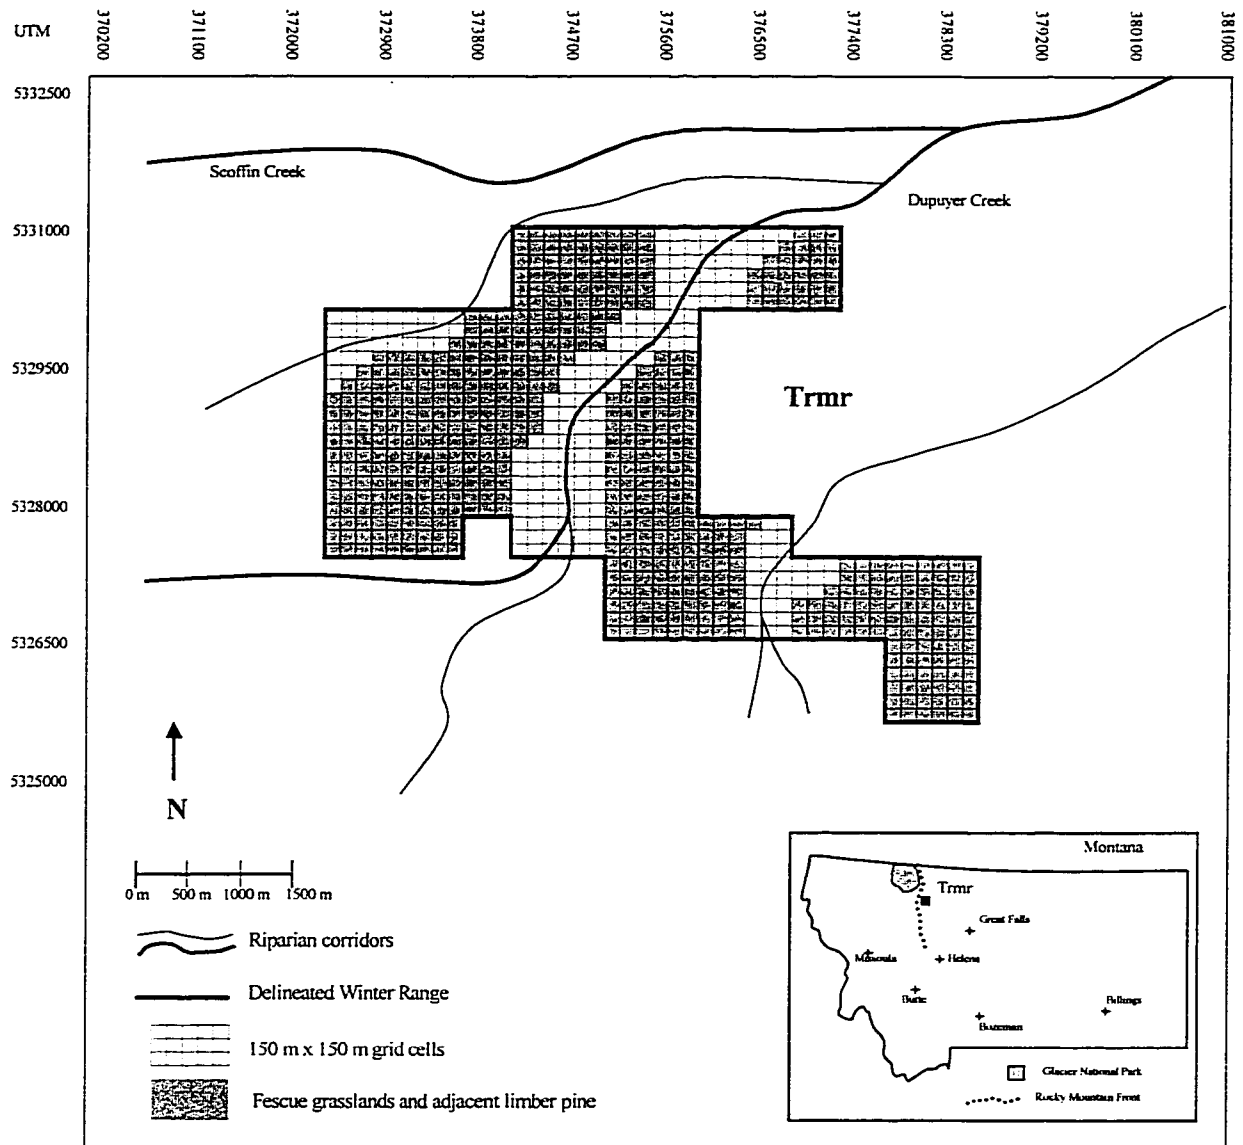 UTM
370200 371100 372000 372900 373800 374700 375600 376500 377400 378300 379200 380100 381000
5332500
Scoffin Creek
Dupuyer Creek
5331000
5329500
Trmr
5328000
5326500
5325000
N
0 m 500 m 1000 m 1500 m
Riparian corridors
Delineated Winter Range
150 m x 150 m grid cells
Fescue grasslands and adjacent limber pine
Montana
Trmr
Great Falls
Missoula
Helena
Butte
Billings
Bozeman
Glacier National Park
Rocky Mountain Front